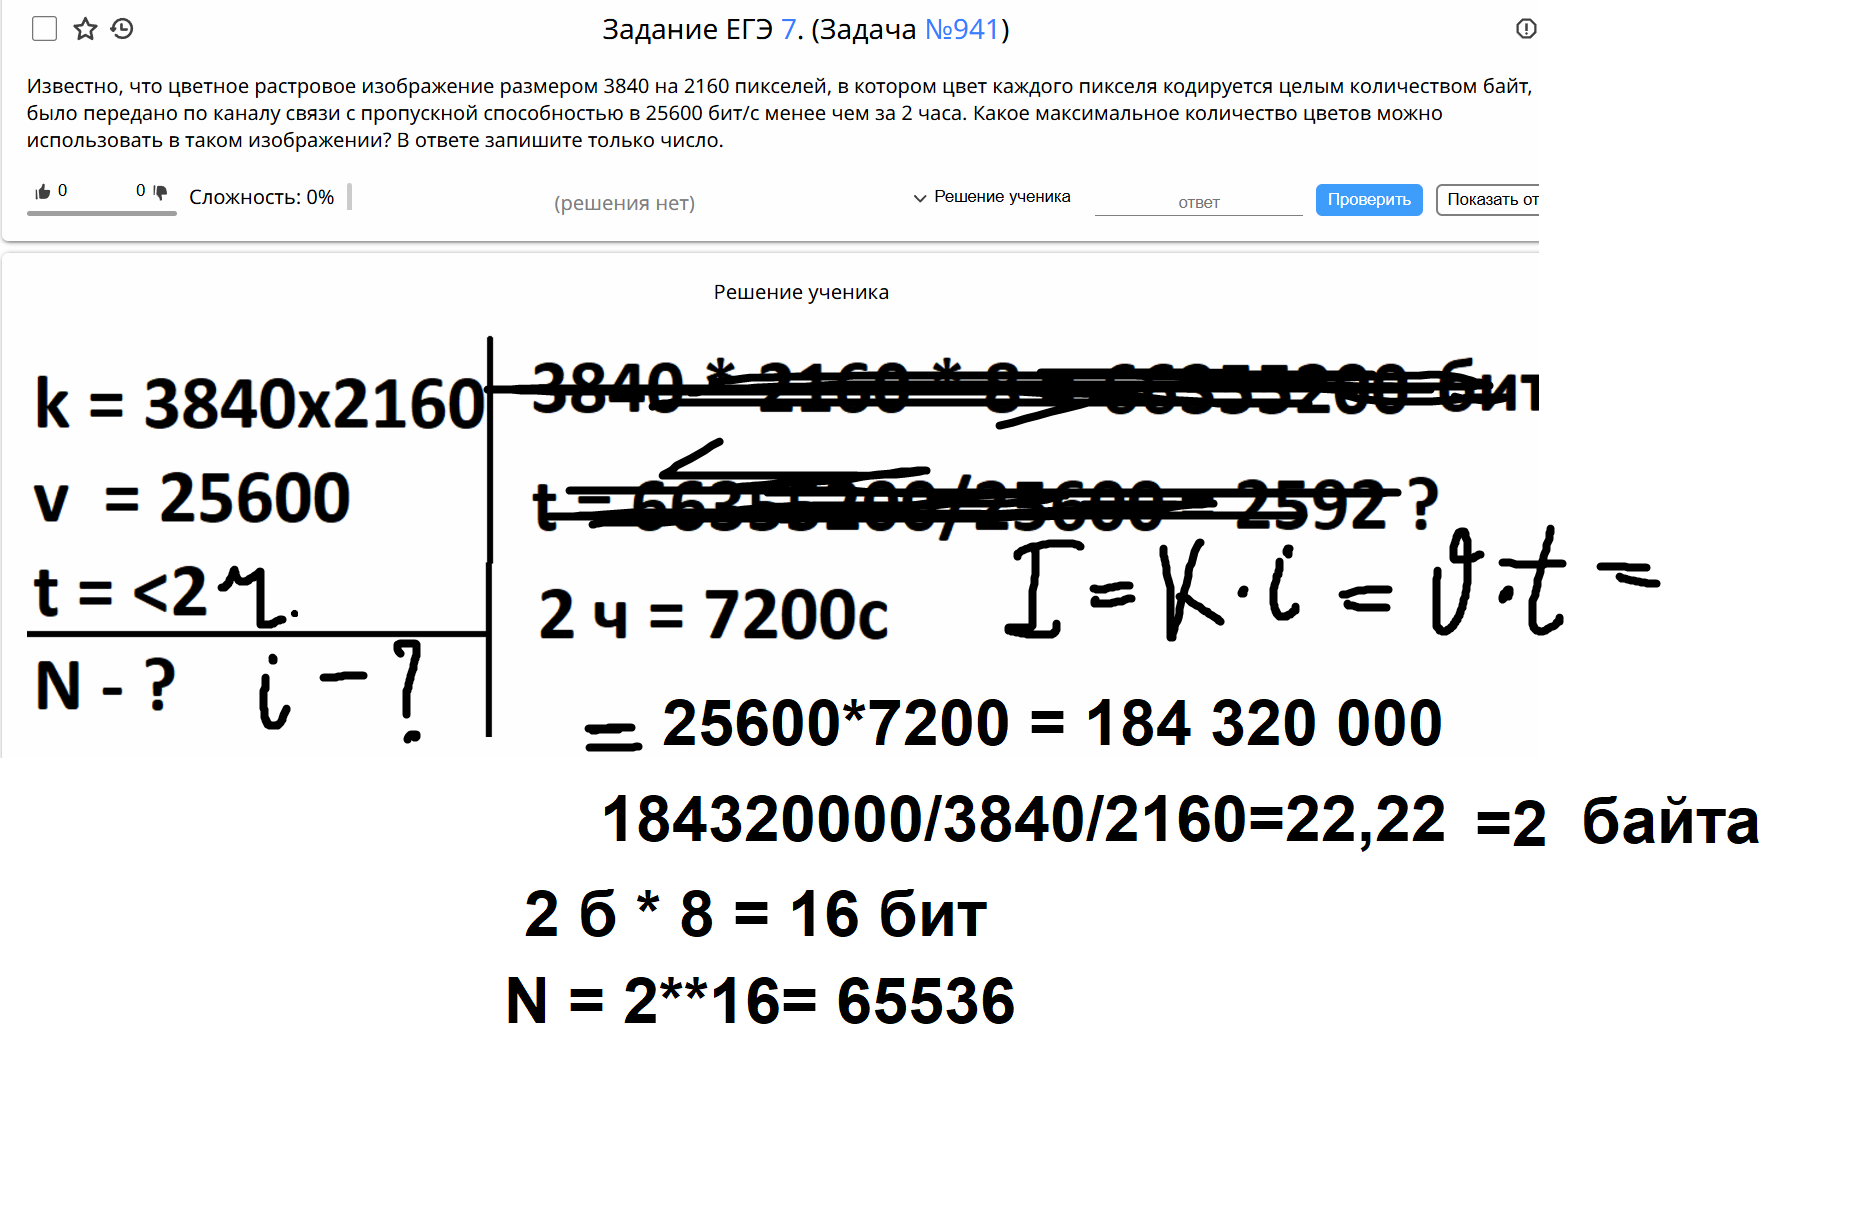 Задание ЕГЭ 7. (Задача №941)
Известно, что цветное растровое изображение размером 3840 на 2160 пикселей, в котором цвет каждого пикселя кодируется целым количеством байт,
было передано по каналу связи с пропускной способностью в 25600 бит/с менее чем за 2 часа. Какое максимальное количество цветов можно
использовать в таком изображении? В ответе запишите только число.
0 0 Сложность: 0% (решения нет) Решение ученика ответ Проверить Показать от
Решение ученика
k = 3840x2160
3840 * 2160 * 8 = 66355200 бит
v = 25600
t = 66355200/25600 = 2592 ?
t = <2 ч.
2 ч = 7200с
I = K · i = v · t =
N - ? i - ?
= 25600*7200 = 184 320 000
184320000/3840/2160=22,22 =2 байта
2 б * 8 = 16 бит
N = 2**16= 65536